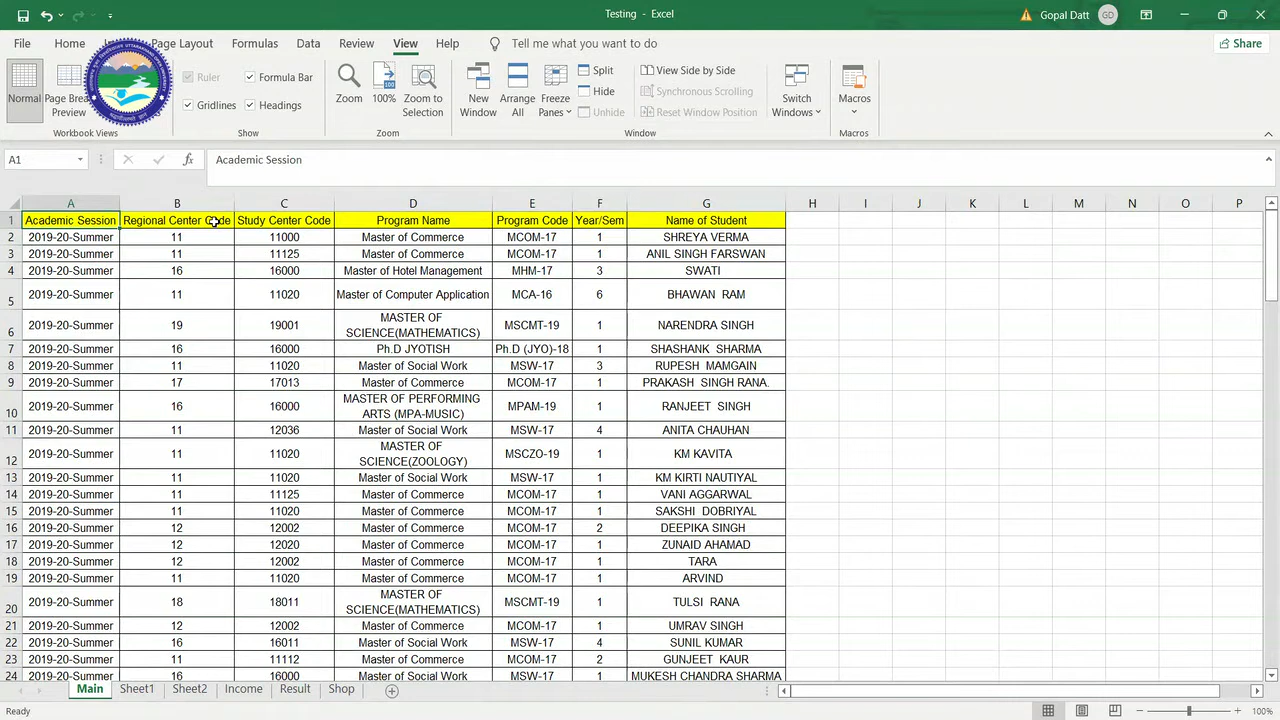 Testing - Excel
Gopal Datt GD
File Home Page Layout Formulas Data Review View Help Tell me what you want to do Share
Normal Page Break Preview
Ruler Formula Bar
Gridlines Headings
Zoom 100% Zoom to Selection
New Window Arrange All Freeze Panes
Split
Hide
Unhide
View Side by Side
Synchronous Scrolling
Reset Window Position
Switch Windows Macros
Workbook Views Show Zoom Window Macros
A1 fx Academic Session
A B C D E F G H I J K L M N O P
1 Academic Session Regional Center Code Study Center Code Program Name Program Code Year/Sem Name of Student
2 2019-20-Summer 11 11000 Master of Commerce MCOM-17 1 SHREYA VERMA
3 2019-20-Summer 11 11125 Master of Commerce MCOM-17 1 ANIL SINGH FARSWAN
4 2019-20-Summer 16 16000 Master of Hotel Management MHM-17 3 SWATI
5 2019-20-Summer 11 11020 Master of Computer Application MCA-16 6 BHAWAN RAM
6 2019-20-Summer 19 19001 MASTER OF SCIENCE(MATHEMATICS) MSCMT-19 1 NARENDRA SINGH
7 2019-20-Summer 16 16000 Ph.D JYOTISH Ph.D (JYO)-18 1 SHASHANK SHARMA
8 2019-20-Summer 11 11020 Master of Social Work MSW-17 3 RUPESH MAMGAIN
9 2019-20-Summer 17 17013 Master of Commerce MCOM-17 1 PRAKASH SINGH RANA.
10 2019-20-Summer 16 16000 MASTER OF PERFORMING ARTS (MPA-MUSIC) MPAM-19 1 RANJEET SINGH
11 2019-20-Summer 11 12036 Master of Social Work MSW-17 4 ANITA CHAUHAN
12 2019-20-Summer 11 11020 MASTER OF SCIENCE(ZOOLOGY) MSCZO-19 1 KM KAVITA
13 2019-20-Summer 11 11020 Master of Social Work MSW-17 1 KM KIRTI NAUTIYAL
14 2019-20-Summer 11 11125 Master of Commerce MCOM-17 1 VANI AGGARWAL
15 2019-20-Summer 11 11020 Master of Commerce MCOM-17 1 SAKSHI DOBRIYAL
16 2019-20-Summer 12 12002 Master of Commerce MCOM-17 2 DEEPIKA SINGH
17 2019-20-Summer 12 12020 Master of Commerce MCOM-17 1 ZUNAID AHAMAD
18 2019-20-Summer 12 12002 Master of Commerce MCOM-17 1 TARA
19 2019-20-Summer 11 11020 Master of Commerce MCOM-17 1 ARVIND
20 2019-20-Summer 18 18011 MASTER OF SCIENCE(MATHEMATICS) MSCMT-19 1 TULSI RANA
21 2019-20-Summer 12 12002 Master of Commerce MCOM-17 1 UMRAV SINGH
22 2019-20-Summer 16 16011 Master of Social Work MSW-17 4 SUNIL KUMAR
23 2019-20-Summer 11 11112 Master of Commerce MCOM-17 2 GUNJEET KAUR
24 2019-20-Summer 16 16000 Master of Social Work MSW-17 1 MUKESH CHANDRA SHARMA
Main Sheet1 Sheet2 Income Result Shop
Ready 100%